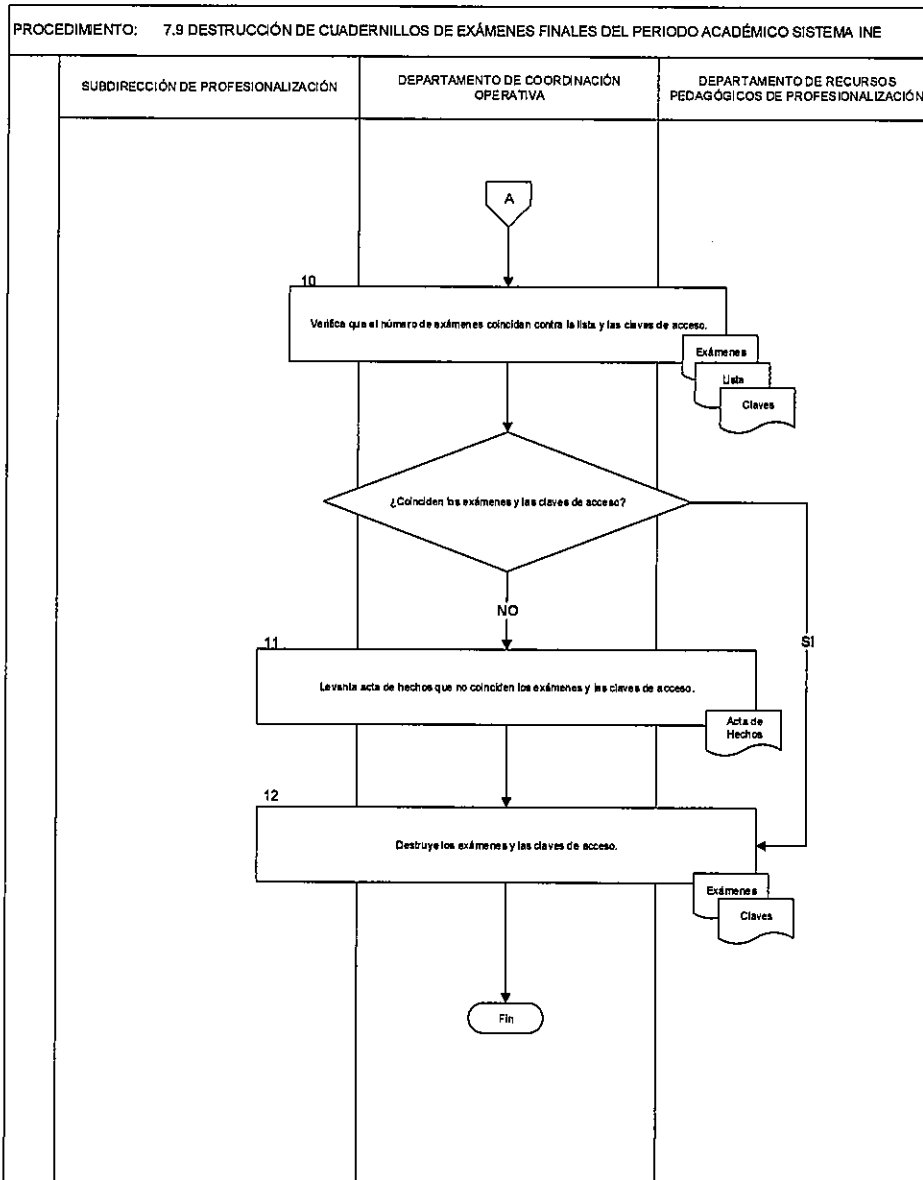 PROCEDIMIENTO: 7.9 DESTRUCCIÓN DE CUADERNILLOS DE EXÁMENES FINALES DEL PERIODO ACADÉMICO SISTEMA INE
SUBDIRECCIÓN DE PROFESIONALIZACIÓN
DEPARTAMENTO DE COORDINACIÓN
OPERATIVA
DEPARTAMENTO DE RECURSOS
PEDAGÓGICOS DE PROFESIONALIZACIÓN
A
10
Verifica que el número de exámenes coincidan contra la lista y las claves de acceso.
Exámenes
Lista
Claves
¿Coinciden los exámenes y las claves de acceso?
NO
SI
11
Levanta acta de hechos que no coinciden los exámenes y las claves de acceso.
Acta de
Hechos
12
Destruye los exámenes y las claves de acceso.
Exámenes
Claves
Fin